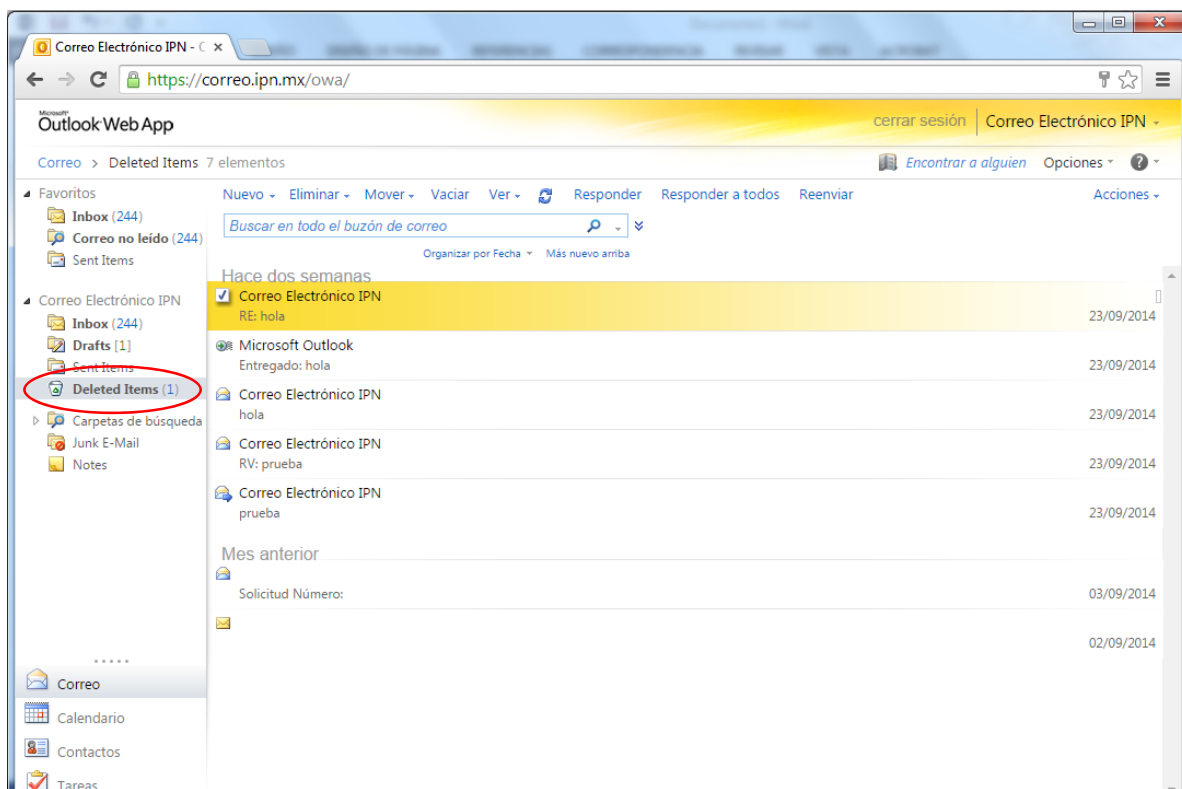 Correo Electrónico IPN - C
https://correo.ipn.mx/owa/
Microsoft
Outlook Web App
cerrar sesión
Correo Electrónico IPN
Correo > Deleted Items 7 elementos
Encontrar a alguien
Opciones
Favoritos
Inbox (244)
Correo no leído (244)
Sent Items
Correo Electrónico IPN
Inbox (244)
Drafts [1]
Sent Items
Deleted Items (1)
Carpetas de búsqueda
Junk E-Mail
Notes
Correo
Calendario
Contactos
Tareas
Nuevo Eliminar Mover Vaciar Ver Responder Responder a todos Reenviar Acciones
Buscar en todo el buzón de correo
Organizar por Fecha Más nuevo arriba
Hace dos semanas
Correo Electrónico IPN
RE: hola 23/09/2014
Microsoft Outlook
Entregado: hola 23/09/2014
Correo Electrónico IPN
hola 23/09/2014
Correo Electrónico IPN
RV: prueba 23/09/2014
Correo Electrónico IPN
prueba 23/09/2014
Mes anterior
Solicitud Número: 03/09/2014
02/09/2014